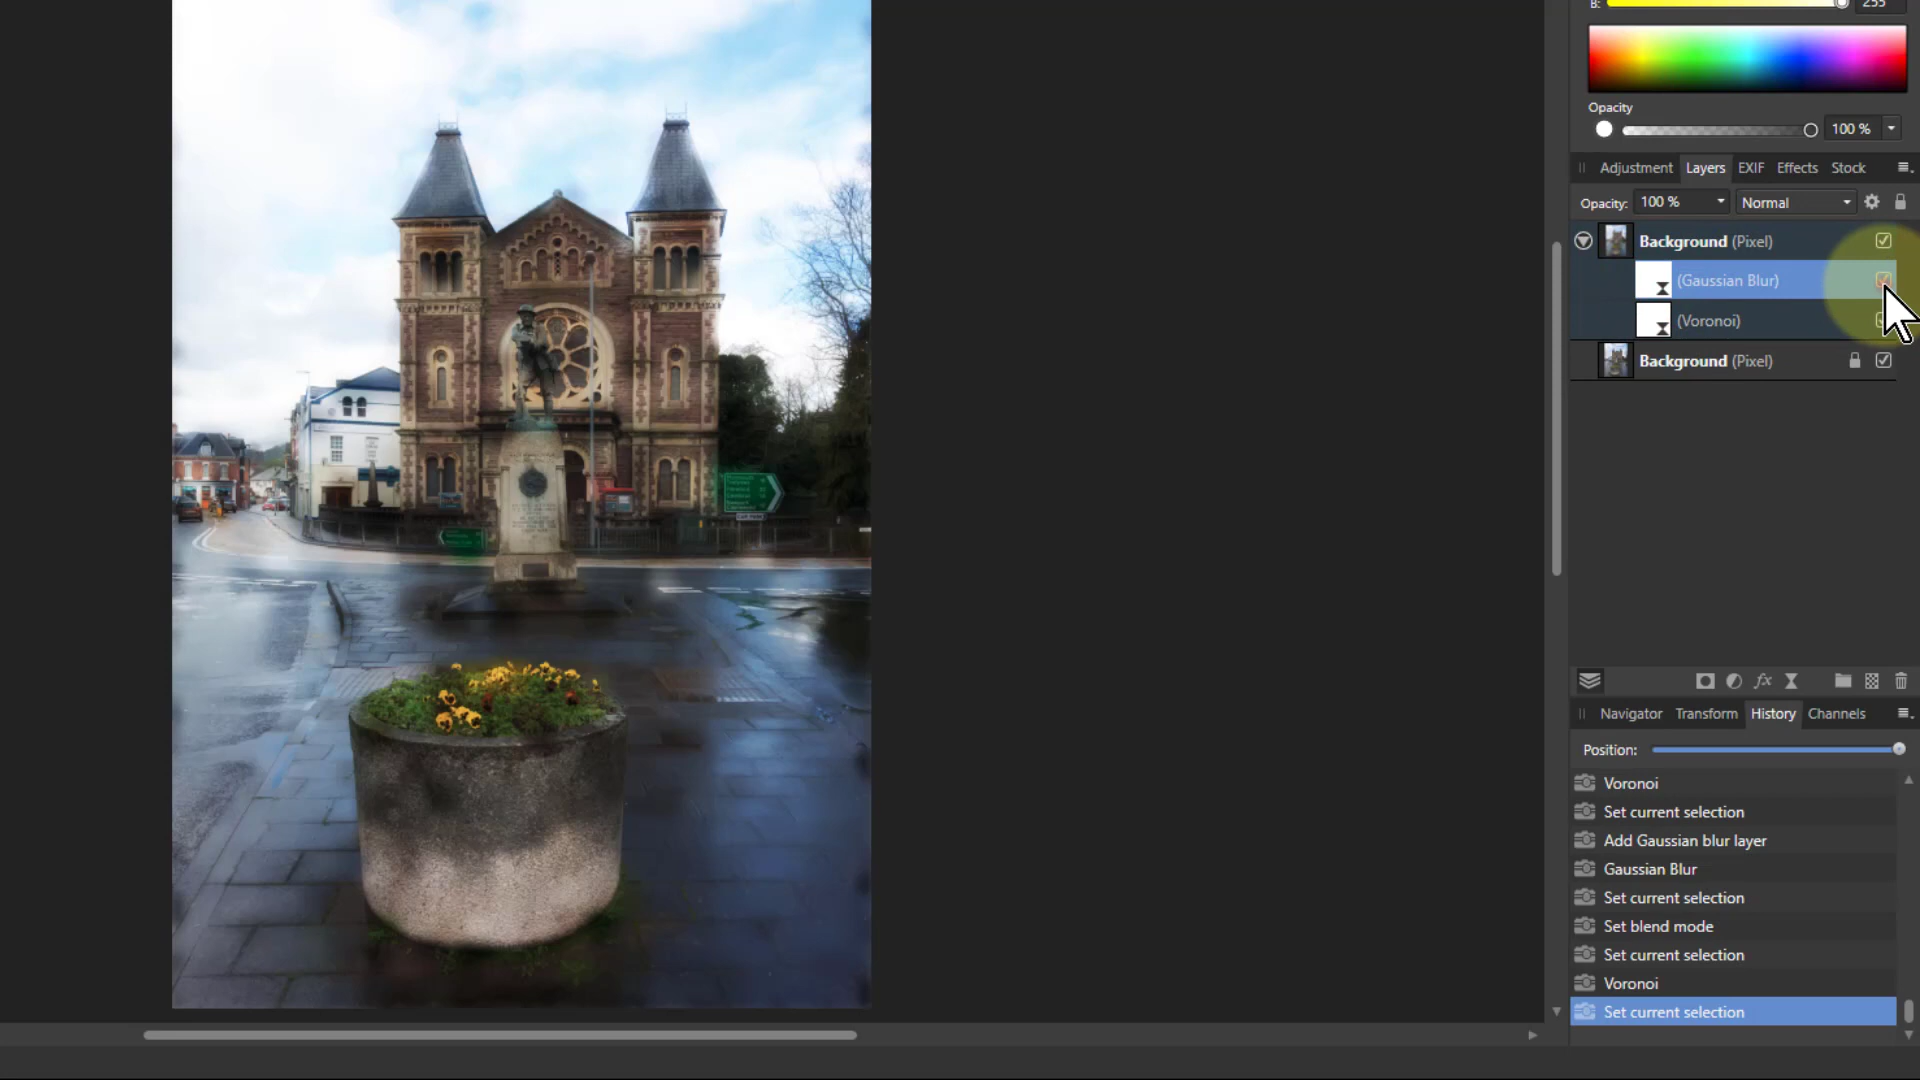 B: 255
Opacity
100 %
Adjustment Layers EXIF Effects Stock
Opacity: 100 % Normal
Background (Pixel)
(Gaussian Blur)
(Voronoi)
Background (Pixel)
fx
Navigator Transform History Channels
Position:
Voronoi
Set current selection
Add Gaussian blur layer
Gaussian Blur
Set current selection
Set blend mode
Set current selection
Voronoi
Set current selection